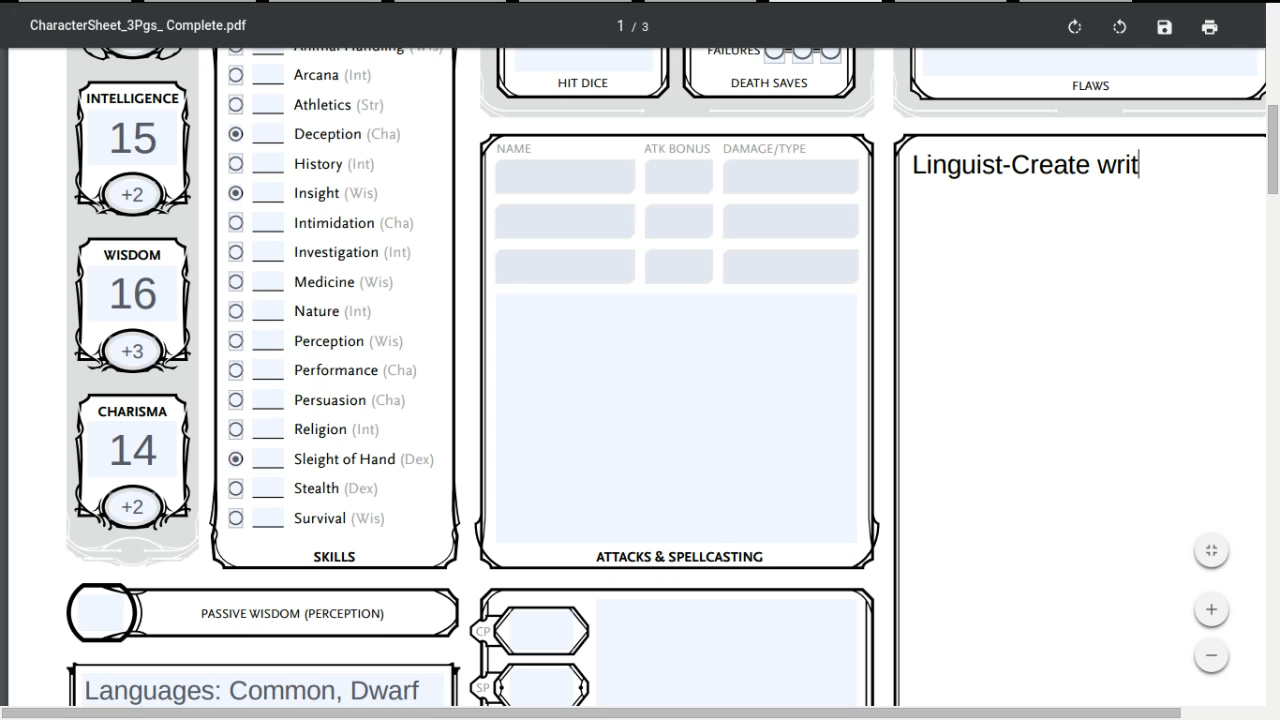 CharacterSheet_3Pgs_ Complete.pdf
1 / 3
INTELLIGENCE
15
+2
WISDOM
16
+3
CHARISMA
14
+2
Animal Handling (Wis)
Arcana (Int)
Athletics (Str)
Deception (Cha)
History (Int)
Insight (Wis)
Intimidation (Cha)
Investigation (Int)
Medicine (Wis)
Nature (Int)
Perception (Wis)
Performance (Cha)
Persuasion (Cha)
Religion (Int)
Sleight of Hand (Dex)
Stealth (Dex)
Survival (Wis)
SKILLS
PASSIVE WISDOM (PERCEPTION)
Languages: Common, Dwarf
HIT DICE
FAILURES
DEATH SAVES
NAME ATK BONUS DAMAGE/TYPE
ATTACKS & SPELLCASTING
CP
SP
FLAWS
Linguist-Create writ